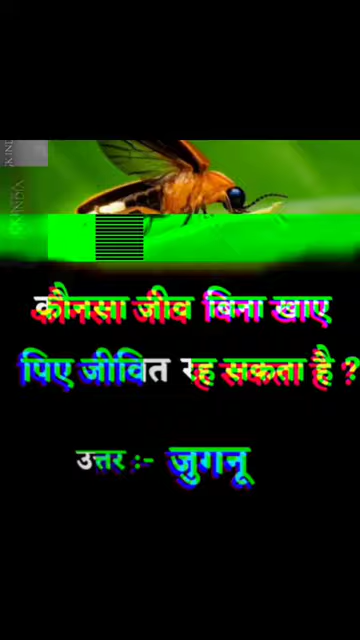 कौनसा जीव बिना खाए
पिए जीवित रह सकता है ?
उत्तर :- जुगनू